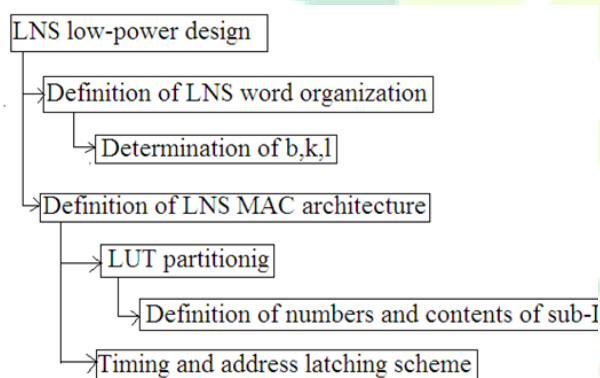 LNS low-power design
Definition of LNS word organization
Determination of b,k,l
Definition of LNS MAC architecture
LUT partitionig
Definition of numbers and contents of
Timing and address latching scheme